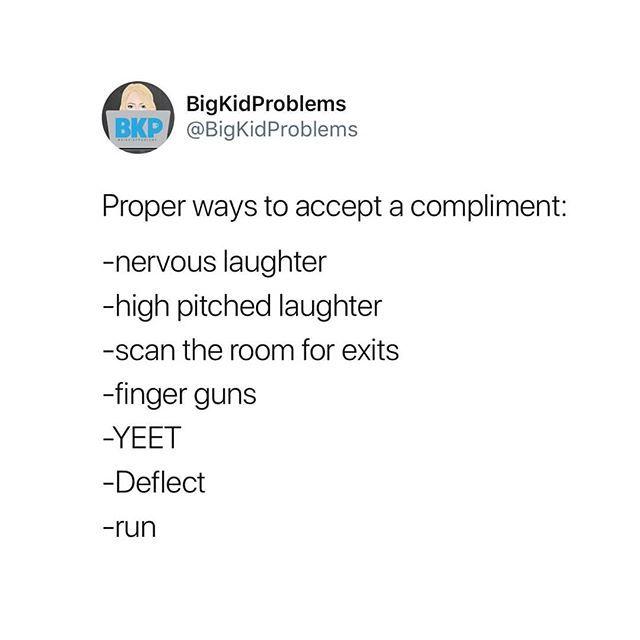 BKP
BigKidProblems
@BigKidProblems
Proper ways to accept a compliment:
-nervous laughter
-high pitched laughter
-scan the room for exits
-finger guns
-YEET
-Deflect
-run